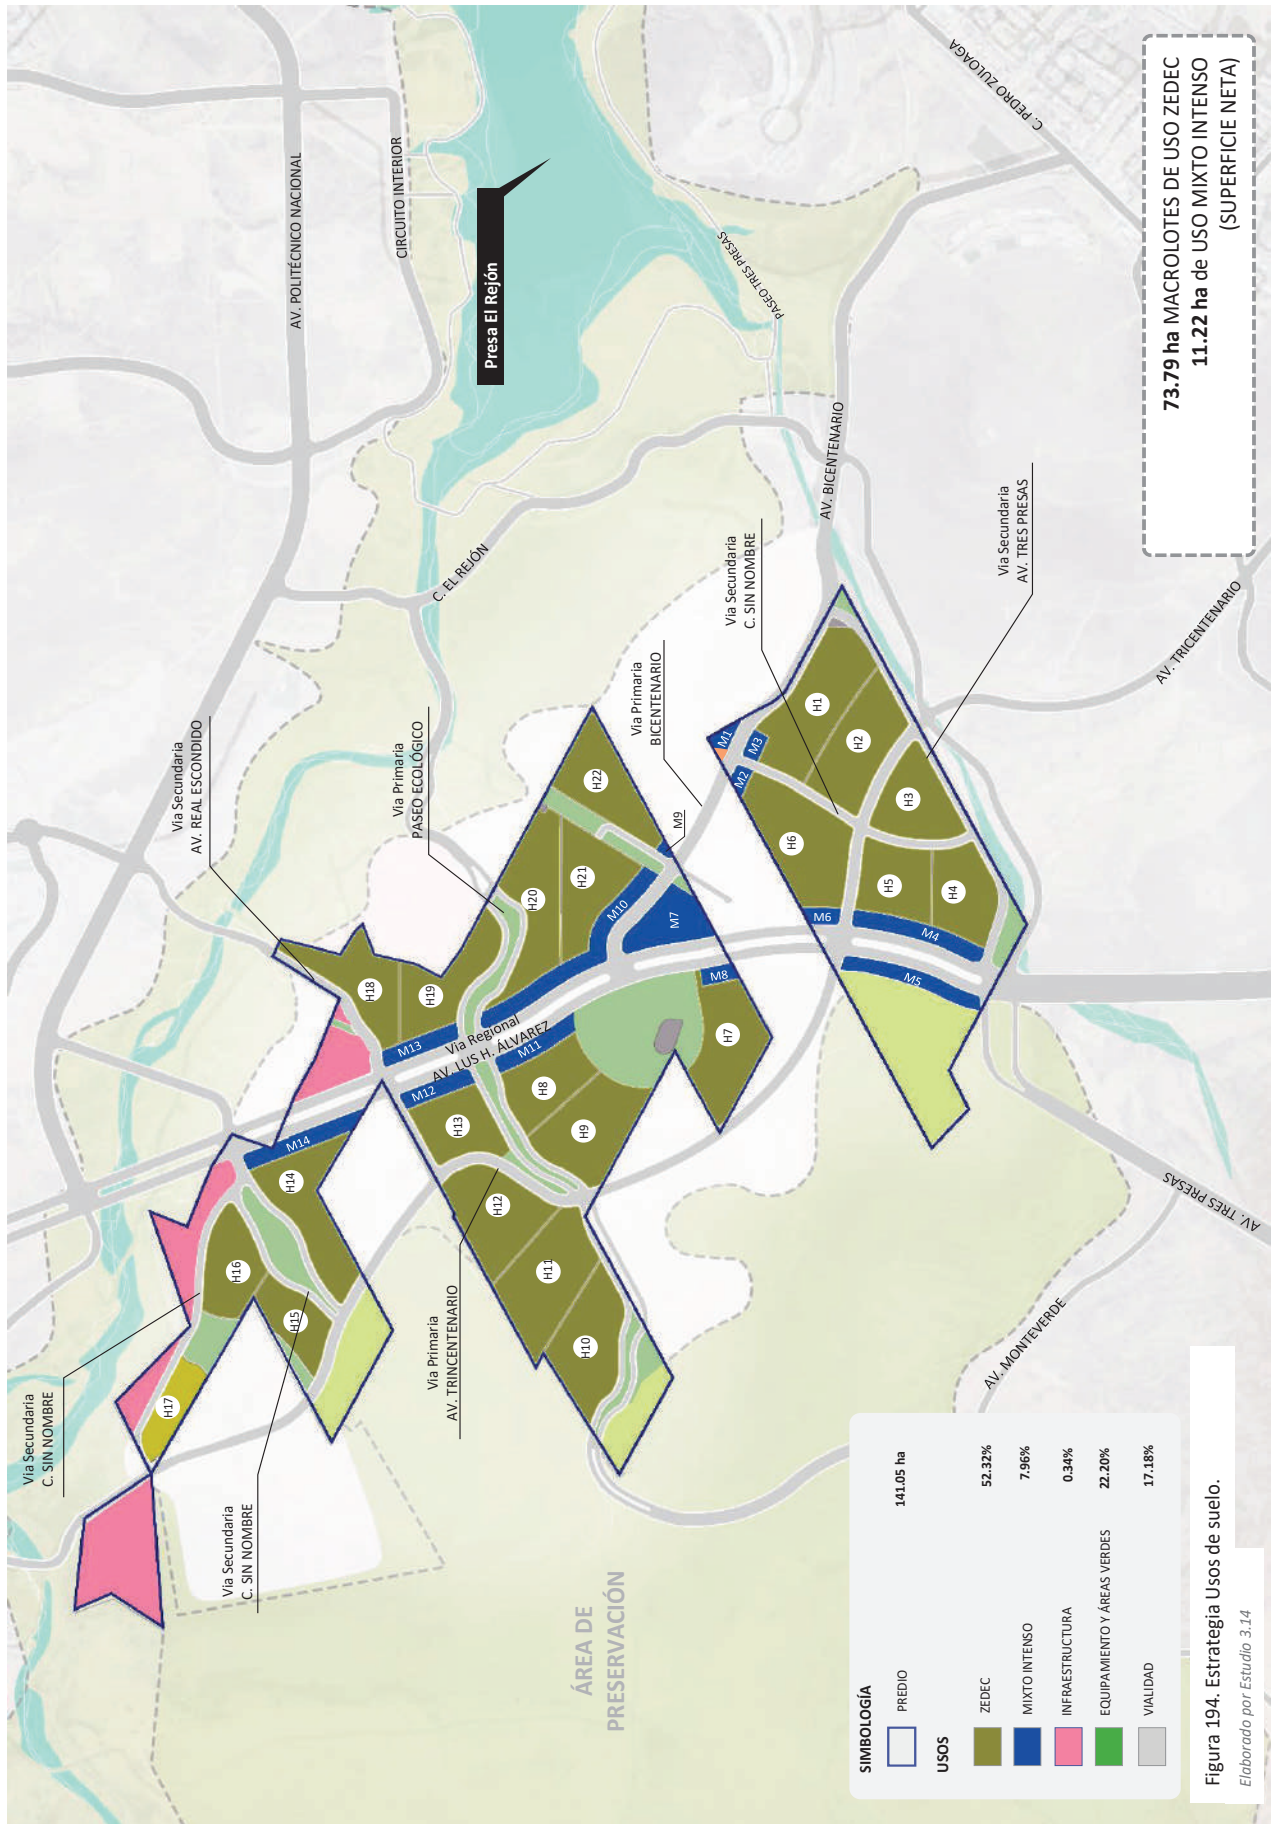 73.79 ha MACROLOTES DE USO ZEDEC
11.22 ha de USO MIXTO INTENSO
(SUPERFICIE NETA)
C. PEDRO ZULOAGA
AV. POLITÉCNICO NACIONAL
CIRCUITO INTERIOR
Presa El Rejón
PASEO TRES PRESAS
AV. BICENTENARIO
C. EL REJÓN
AV. TRICENTENARIO
Via Secundaria
AV. TRES PRESAS
Via Secundaria
C. SIN NOMBRE
Via Primaria
BICENTENARIO
Via Primaria
PASEO ECOLÓGICO
Via Secundaria
AV. REAL ESCONDIDO
Via Regional
AV. LUS H. ÁLVAREZ
Via Primaria
AV. TRINCENTENARIO
Via Secundaria
C. SIN NOMBRE
Via Secundaria
C. SIN NOMBRE
AV. TRES PRESAS
AV. MONTEVERDE
ÁREA DE
PRESERVACIÓN
H1
H2
H3
H4
H5
H6
H7
H8
H9
H10
H11
H12
H13
H14
H15
H16
H17
H18
H19
H20
H21
H22
M1
M2
M3
M4
M5
M6
M7
M8
M9
M10
M11
M12
M13
M14
SIMBOLOGÍA
PREDIO 141.05 ha
USOS
ZEDEC 52.32%
MIXTO INTENSO 7.96%
INFRAESTRUCTURA 0.34%
EQUIPAMIENTO Y ÁREAS VERDES 22.20%
VIALIDAD 17.18%
Figura 194. Estrategia Usos de suelo.
Elaborado por Estudio 3.14